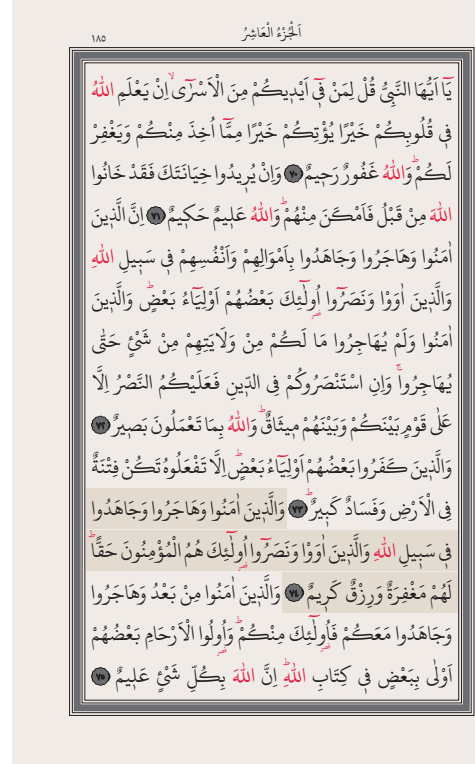 اَلْجُزْءُ الْعَاشِرُ
١٨٥
يَٓا اَيُّهَا النَّبِيُّ قُلْ لِمَنْ فٖٓي اَيْدٖيكُمْ مِنَ الْاَسْرٰٓىۙ اِنْ يَعْلَمِ اللّٰهُ
فٖي قُلُوبِكُمْ خَيْرًا يُؤْتِكُمْ خَيْرًا مِمَّٓا اُخِذَ مِنْكُمْ وَيَغْفِرْ
لَكُمْۜ وَاللّٰهُ غَفُورٌ رَحٖيمٌ ﴿٧٠﴾ وَاِنْ يُرٖيدُوا خِيَانَتَكَ فَقَدْ خَانُوا
اللّٰهَ مِنْ قَبْلُ فَاَمْكَنَ مِنْهُمْۜ وَاللّٰهُ عَلٖيمٌ حَكٖيمٌ ﴿٧١﴾ اِنَّ الَّذٖينَ
اٰمَنُوا وَهَاجَرُوا وَجَاهَدُوا بِاَمْوَالِهِمْ وَاَنْفُسِهِمْ فٖي سَبٖيلِ اللّٰهِ
وَالَّذٖينَ اٰوَوْا وَنَصَرُٓوا اُو۬لٰٓئِكَ بَعْضُهُمْ اَوْلِيَٓاءُ بَعْضٍۜ وَالَّذٖينَ
اٰمَنُوا وَلَمْ يُهَاجِرُوا مَا لَكُمْ مِنْ وَلَايَتِهِمْ مِنْ شَيْءٍ حَتّٰى
يُهَاجِرُواۚ وَاِنِ اسْتَنْصَرُوكُمْ فِي الدّٖينِ فَعَلَيْكُمُ النَّصْرُ اِلَّا
عَلٰى قَوْمٍ بَيْنَكُمْ وَبَيْنَهُمْ مٖيثَاقٌۜ وَاللّٰهُ بِمَا تَعْمَلُونَ بَصٖيرٌ ﴿٧٢﴾
وَالَّذٖينَ كَفَرُوا بَعْضُهُمْ اَوْلِيَٓاءُ بَعْضٍۜ اِلَّا تَفْعَلُوهُ تَكُنْ فِتْنَةٌ
فِي الْاَرْضِ وَفَسَادٌ كَبٖيرٌۜ ﴿٧٣﴾ وَالَّذٖينَ اٰمَنُوا وَهَاجَرُوا وَجَاهَدُوا
فٖي سَبٖيلِ اللّٰهِ وَالَّذٖينَ اٰوَوْا وَنَصَرُٓوا اُو۬لٰٓئِكَ هُمُ الْمُؤْمِنُونَ حَقًّاۜ
لَهُمْ مَغْفِرَةٌ وَرِزْقٌ كَرٖيمٌ ﴿٧٤﴾ وَالَّذٖينَ اٰمَنُوا مِنْ بَعْدُ وَهَاجَرُوا
وَجَاهَدُوا مَعَكُمْ فَاُو۬لٰٓئِكَ مِنْكُمْۜ وَاُو۬لُوا الْاَرْحَامِ بَعْضُهُمْ
اَوْلٰى بِبَعْضٍ فٖي كِتَابِ اللّٰهِۜ اِنَّ اللّٰهَ بِكُلِّ شَيْءٍ عَلٖيمٌ ﴿٧٥﴾